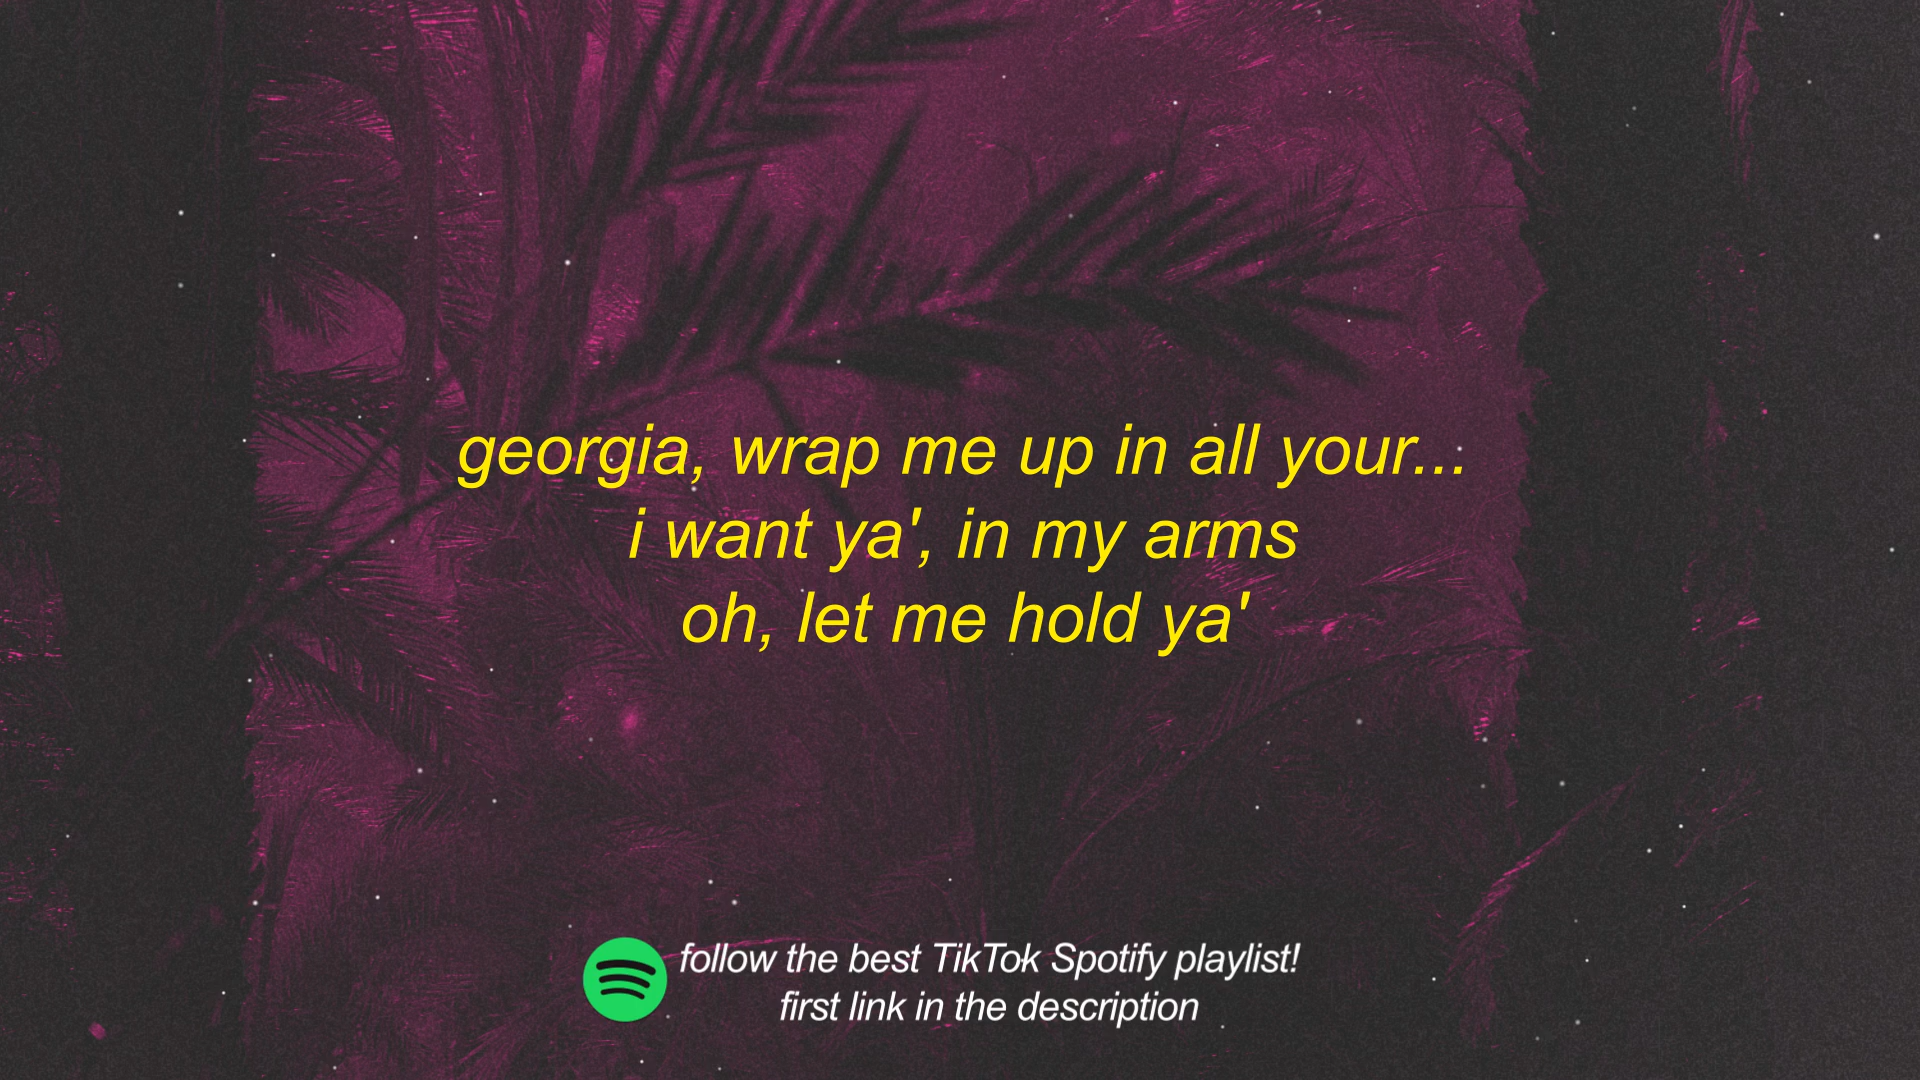 georgia, wrap me up in all your...
i want ya', in my arms
oh, let me hold ya'
follow the best TikTok Spotify playlist!
first link in the description